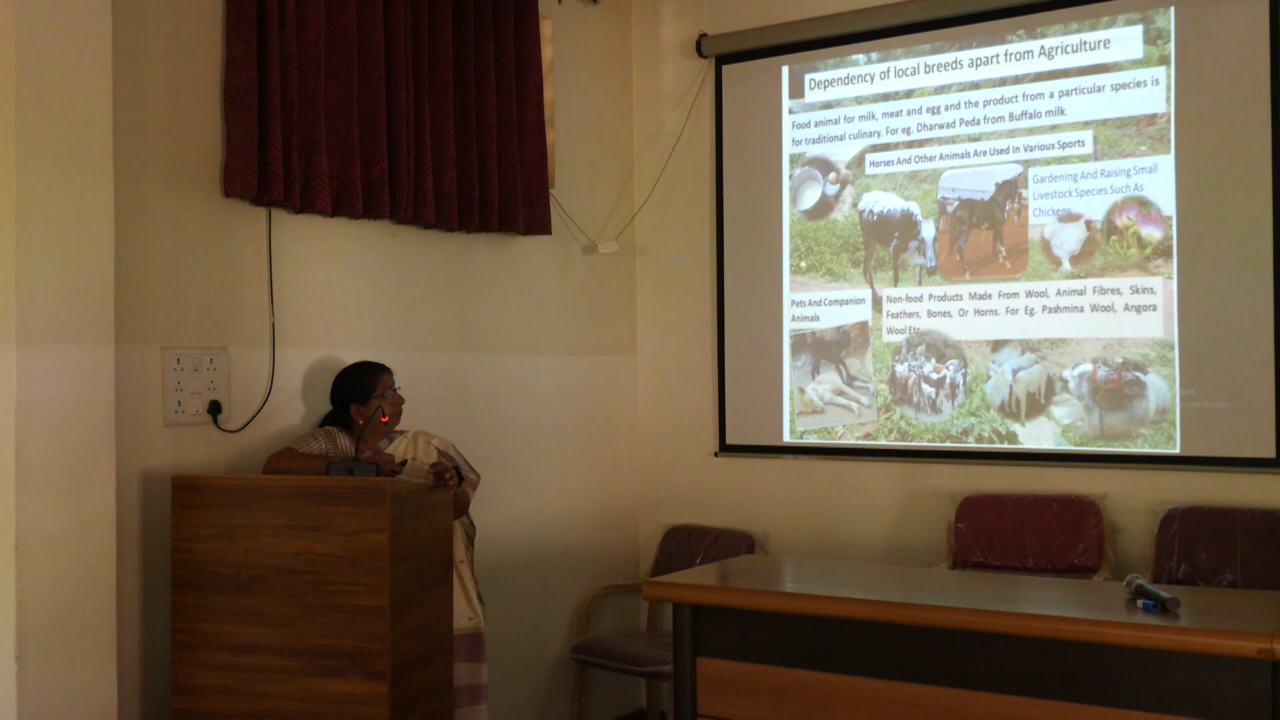 Dependency of local breeds apart from Agriculture
Food animal for milk, meat and egg and the product from a particular species is
for traditional culinary. For eg. Dharwad Peda from Buffalo milk.
Horses And Other Animals Are Used In Various Sports
Gardening And Raising Small
Livestock Species Such As
Chickens
Pets And Companion
Animals
Non-food Products Made From Wool, Animal Fibres, Skins,
Feathers, Bones, Or Horns. For Eg. Pashmina Wool, Angora
Wool Etc